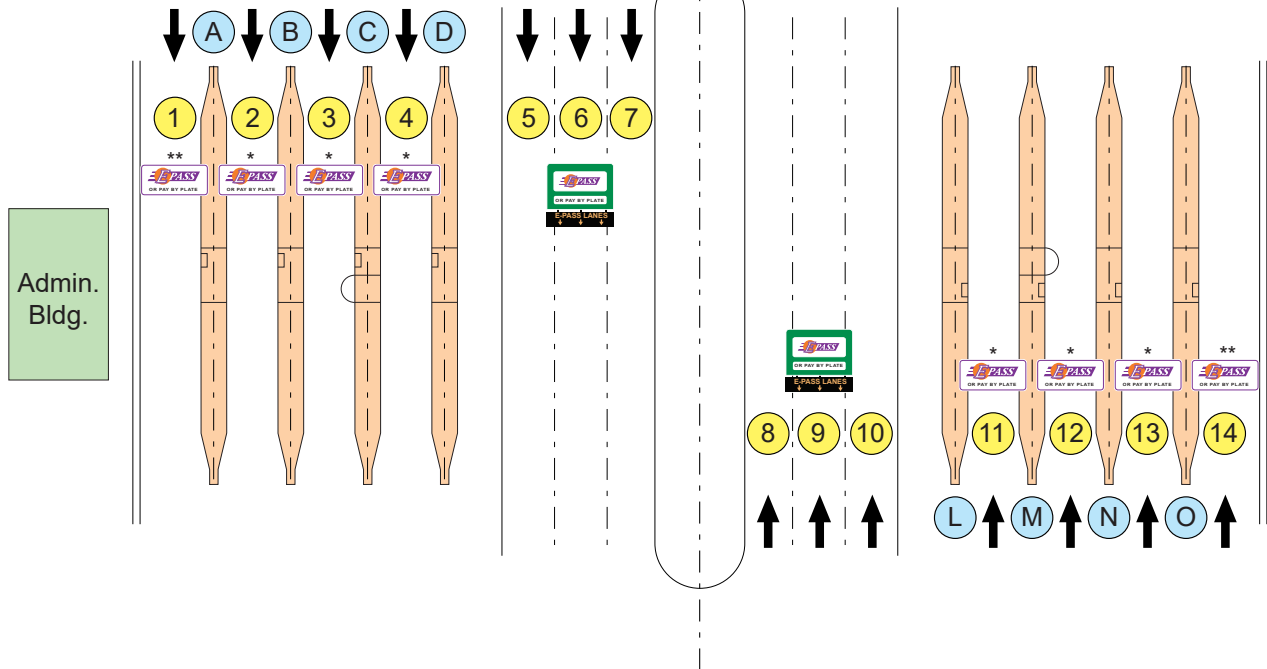 A B C D
1 2 3 4 5 6 7
** * * *
E PASS
OR PAY BY PLATE
E PASS
OR PAY BY PLATE
E PASS
OR PAY BY PLATE
E PASS
OR PAY BY PLATE
E PASS
OR PAY BY PLATE
E-PASS LANES
Admin.
Bldg.
E PASS
OR PAY BY PLATE
E-PASS LANES
* * * **
E PASS
OR PAY BY PLATE
E PASS
OR PAY BY PLATE
E PASS
OR PAY BY PLATE
E PASS
OR PAY BY PLATE
8 9 10 11 12 13 14
L M N O